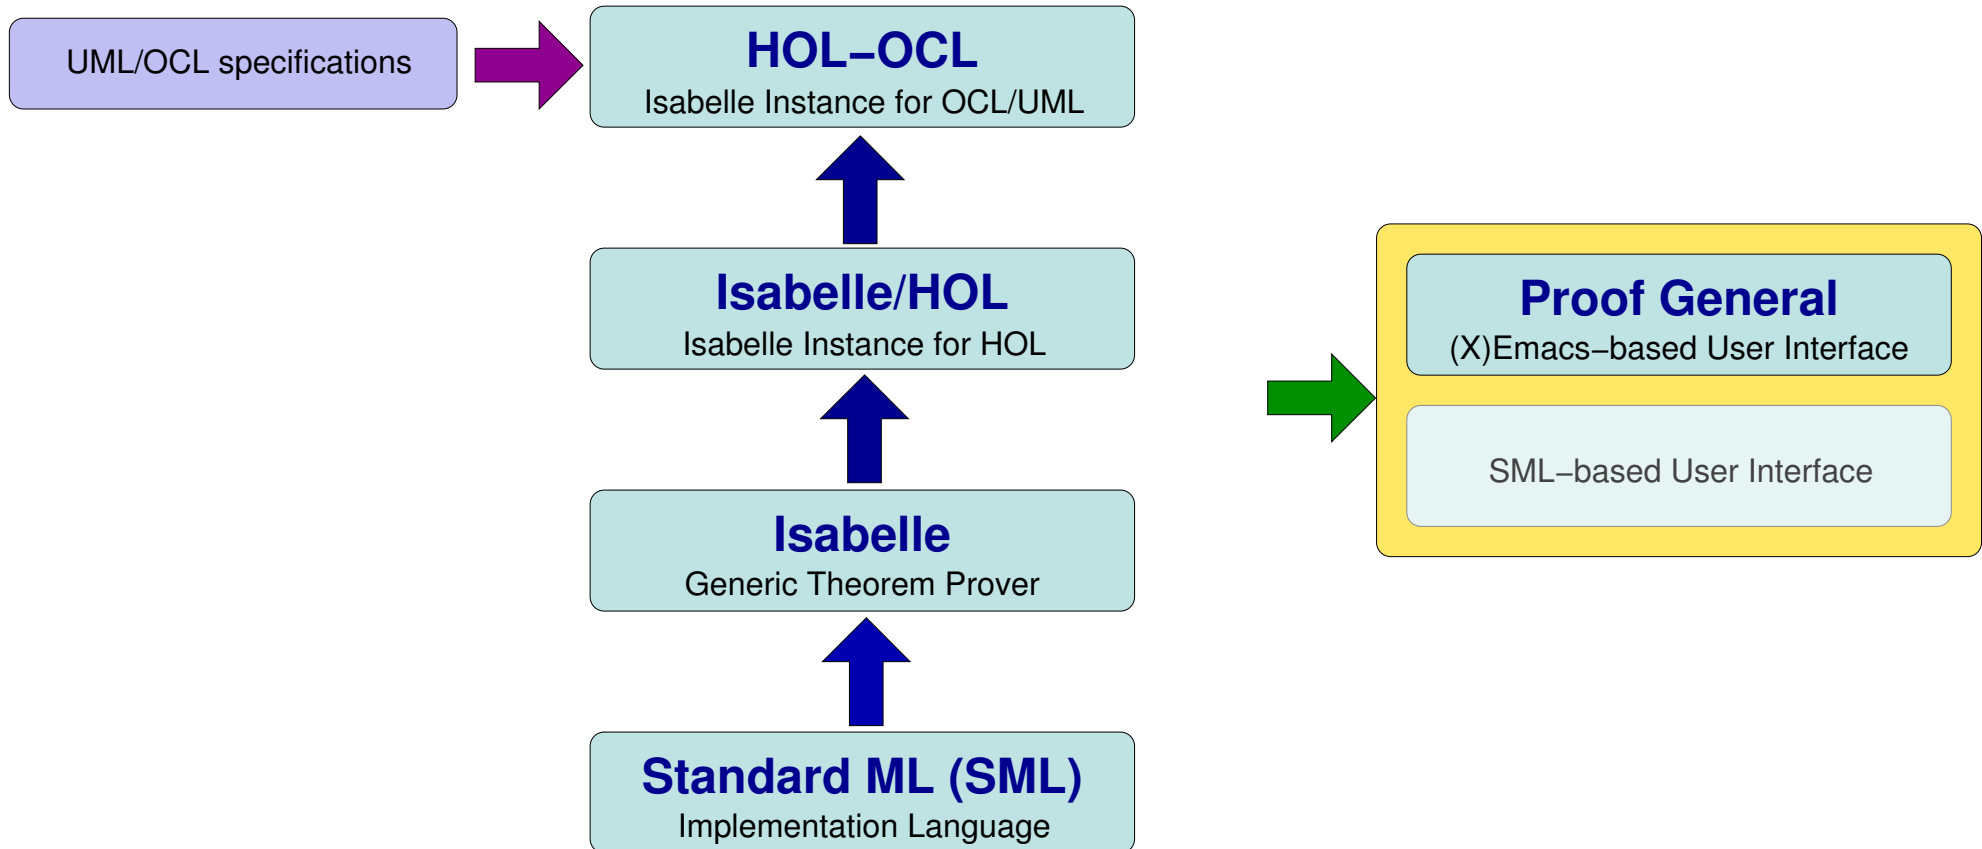 UML/OCL specifications
HOL–OCL
Isabelle Instance for OCL/UML
Isabelle/HOL
Isabelle Instance for HOL
Proof General
(X)Emacs–based User Interface
SML–based User Interface
Isabelle
Generic Theorem Prover
Standard ML (SML)
Implementation Language